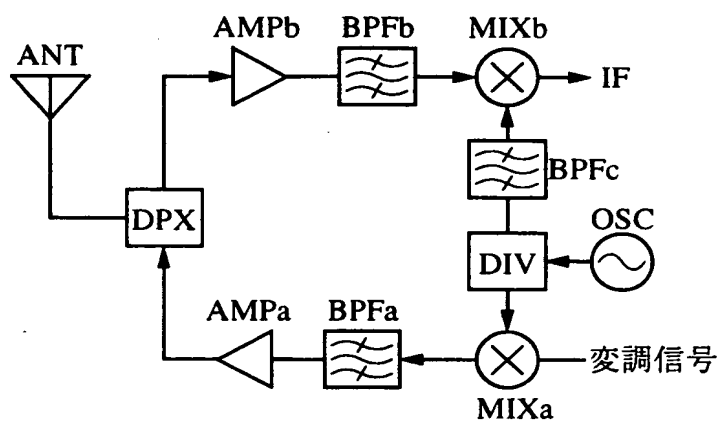 AMPb
BPFb
MIXb
ANT
IF
BPFc
OSC
DPX
DIV
AMPa
BPFa
変調信号
MIXa